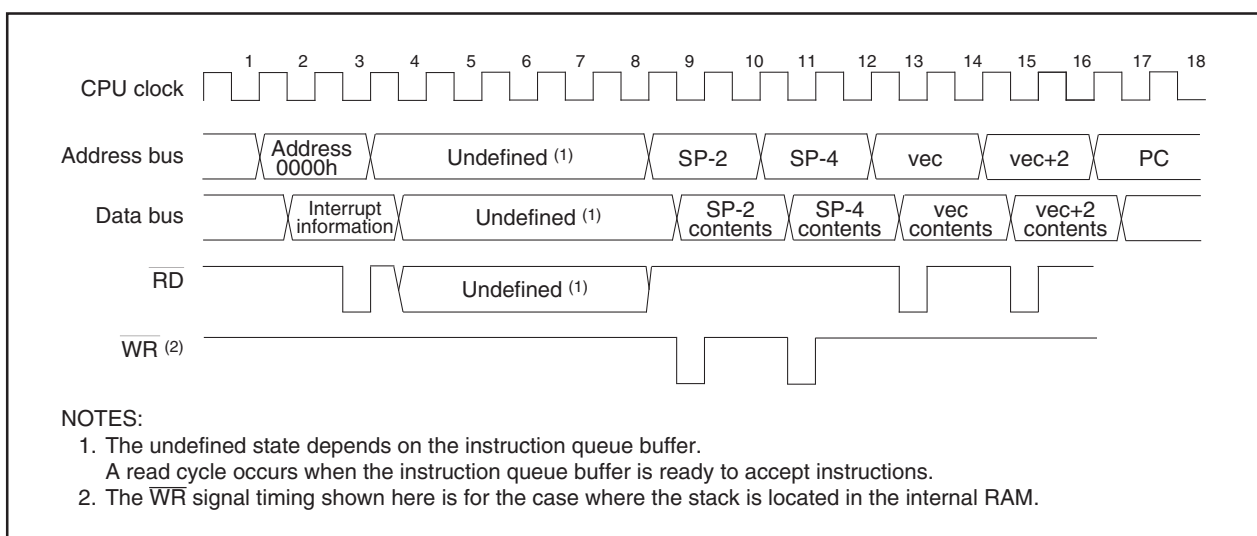 1 2 3 4 5 6 7 8 9 10 11 12 13 14 15 16 17 18
CPU clock
Address bus
Address
0000h
Undefined (1)
SP-2
SP-4
vec
vec+2
PC
Data bus
Interrupt
information
Undefined (1)
SP-2
contents
SP-4
contents
vec
contents
vec+2
contents
RD
Undefined (1)
WR (2)
NOTES:
1. The undefined state depends on the instruction queue buffer.
A read cycle occurs when the instruction queue buffer is ready to accept instructions.
2. The WR signal timing shown here is for the case where the stack is located in the internal RAM.